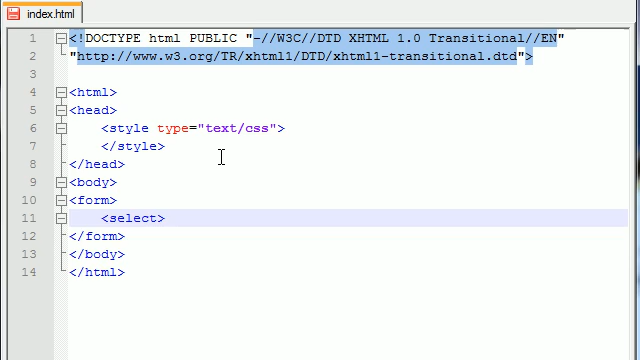 index.html
1 <!DOCTYPE html PUBLIC "-//W3C//DTD XHTML 1.0 Transitional//EN"
2 "http://www.w3.org/TR/xhtml1/DTD/xhtml1-transitional.dtd">
3
4 <html>
5 <head>
6 <style type="text/css">
7 </style>
8 </head>
9 <body>
10 <form>
11 <select>
12 </form>
13 </body>
14 </html>